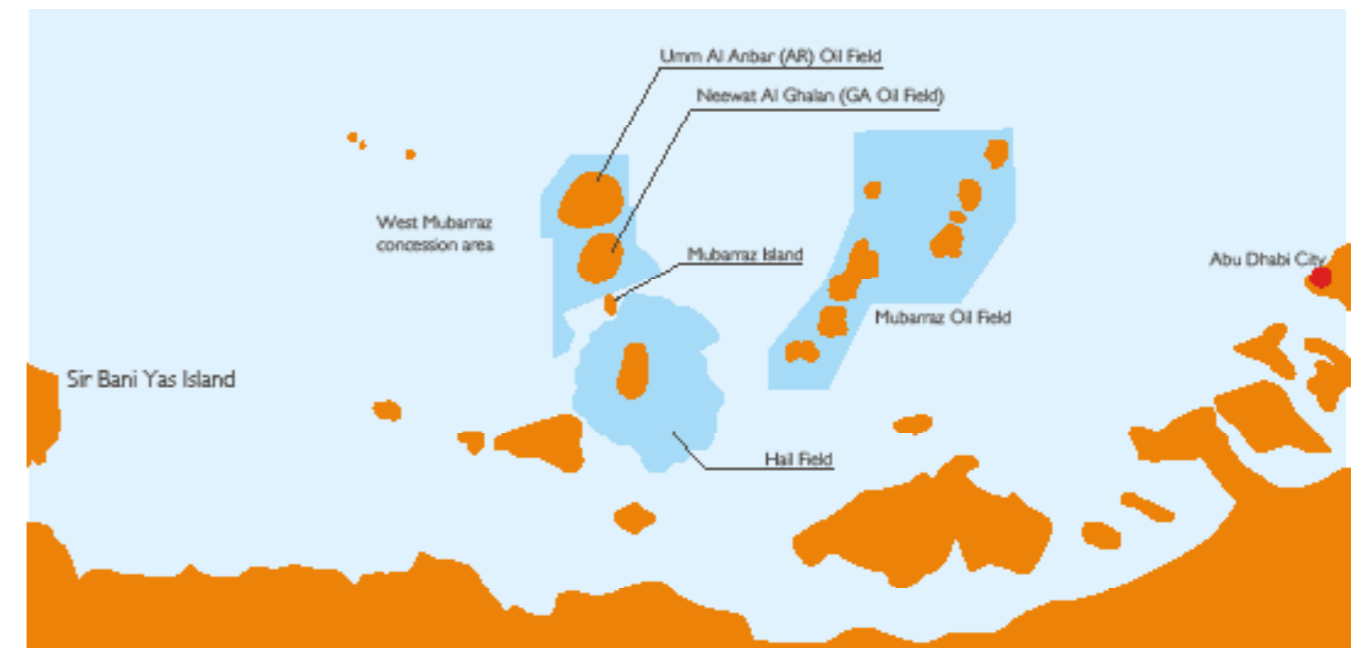 Umm Al Anbar (AR) Oil Field
Neewat Al Ghalan (GA Oil Field)
West Mubarraz
concession area
Mubarraz Island
Abu Dhabi City
Mubarraz Oil Field
Sir Bani Yas Island
Hail Field